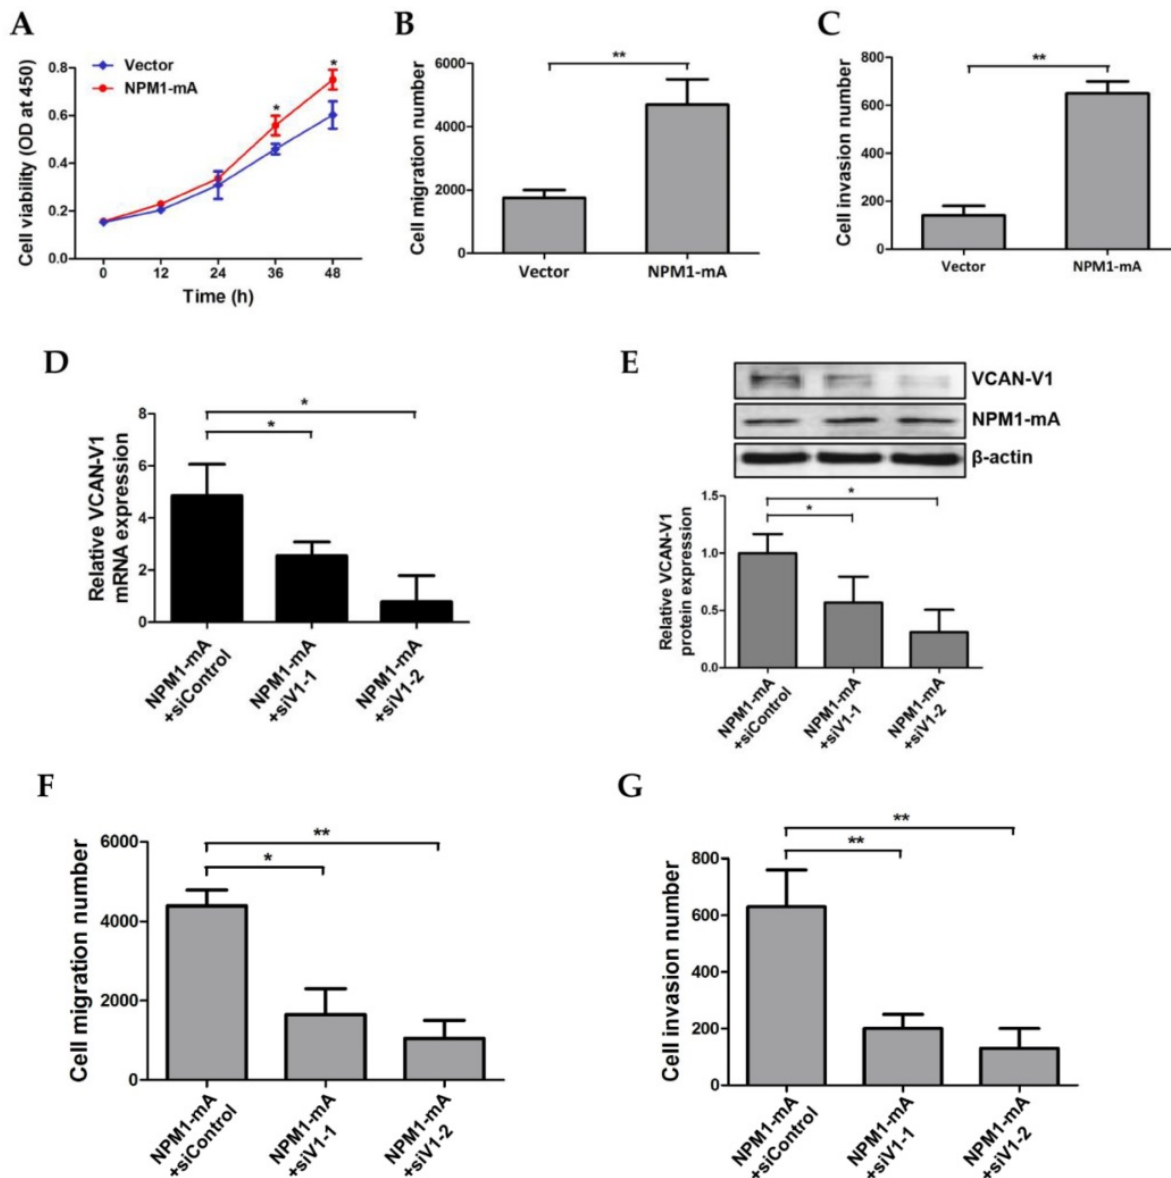 A
Vector
NPM1-mA
Cell viability (OD at 450)
0.8
0.6
0.4
0.2
0.0
*
*
0 12 24 36 48
Time (h)
B
**
Cell migration number
6000
4000
2000
0
Vector NPM1-mA
C
**
Cell invasion number
800
600
400
200
0
Vector NPM1-mA
D
Relative VCAN-V1
mRNA expression
8
6
4
2
0
*
*
NPM1-mA
+siControl
NPM1-mA
+siV1-1
NPM1-mA
+siV1-2
E
VCAN-V1
NPM1-mA
β-actin
Relative VCAN-V1
protein expression
1.5
1.0
0.5
0.0
*
*
NPM1-mA
+siControl
NPM1-mA
+siV1-1
NPM1-mA
+siV1-2
F
Cell migration number
6000
4000
2000
0
**
*
NPM1-mA
+siControl
NPM1-mA
+siV1-1
NPM1-mA
+siV1-2
G
Cell invasion number
800
600
400
200
0
**
**
NPM1-mA
+siControl
NPM1-mA
+siV1-1
NPM1-mA
+siV1-2